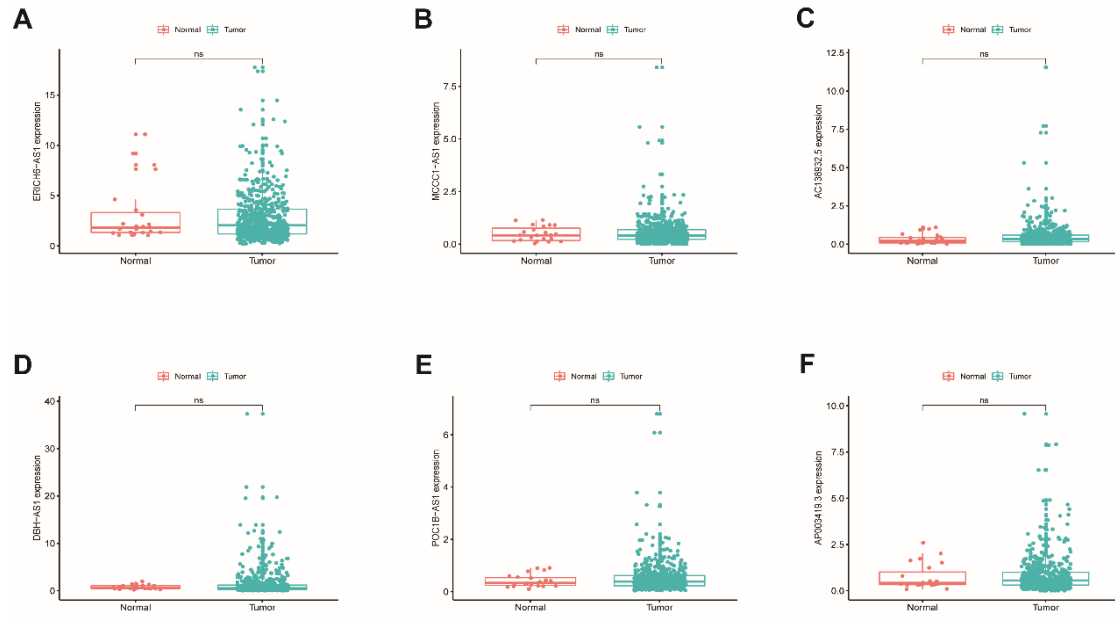 A
Normal Tumor
ns
ERICH6-AS1 expression
15
10
5
0
Normal Tumor
B
Normal Tumor
ns
MCCC1-AS1 expression
7.5
5.0
2.5
0.0
Normal Tumor
C
Normal Tumor
ns
AC138932.5 expression
12.5
10.0
7.5
5.0
2.5
0.0
Normal Tumor
D
Normal Tumor
ns
DBH-AS1 expression
40
30
20
10
0
Normal Tumor
E
Normal Tumor
ns
POC1B-AS1 expression
6
4
2
0
Normal Tumor
F
Normal Tumor
ns
AP003419.3 expression
10.0
7.5
5.0
2.5
0.0
Normal Tumor